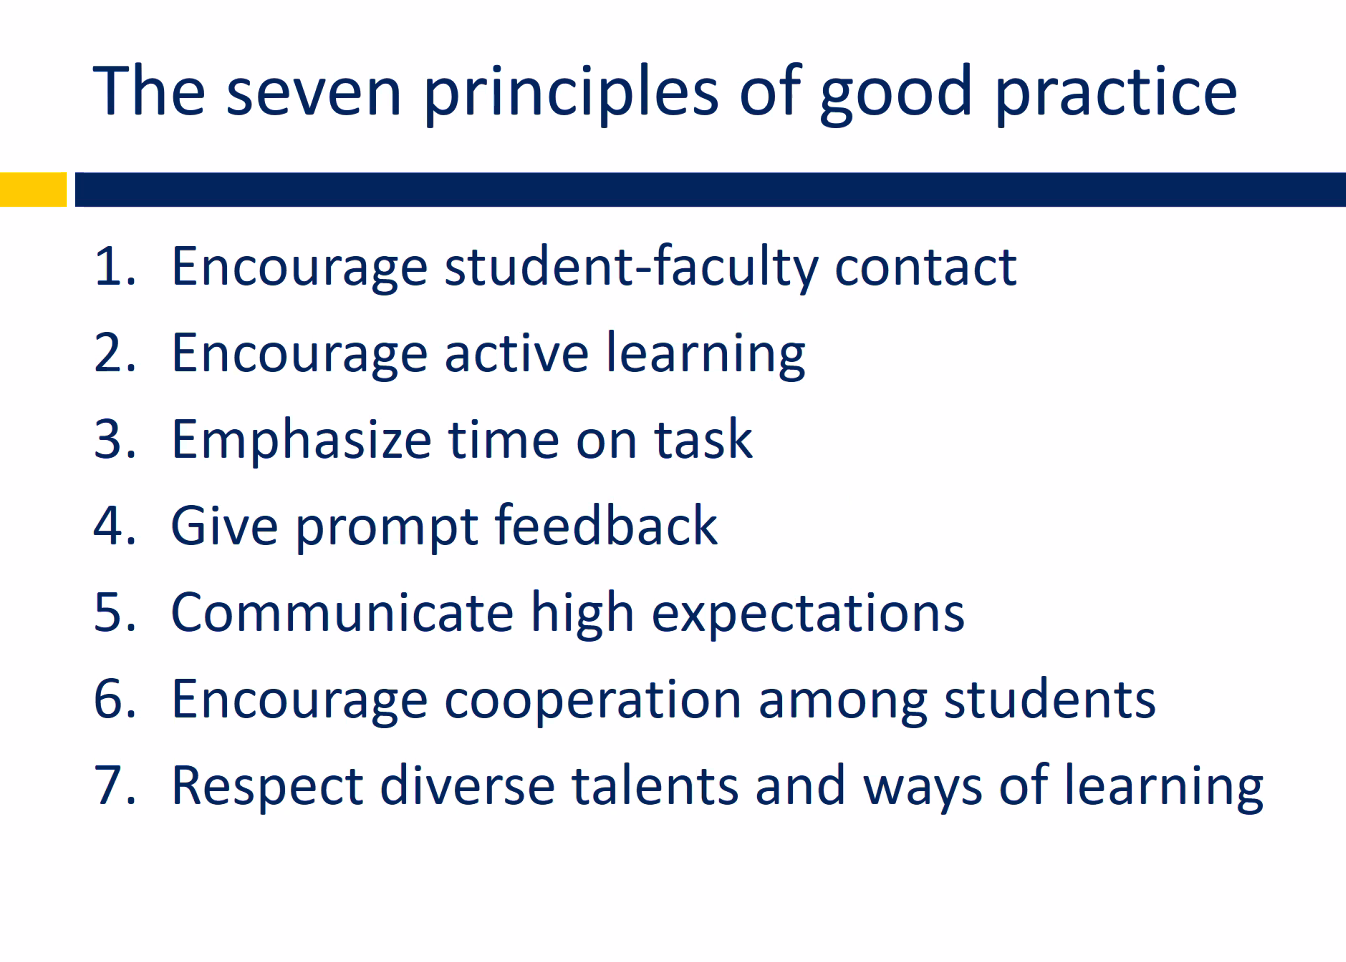 The seven principles of good practice
1. Encourage student-faculty contact
2. Encourage active learning
3. Emphasize time on task
4. Give prompt feedback
5. Communicate high expectations
6. Encourage cooperation among students
7. Respect diverse talents and ways of learning